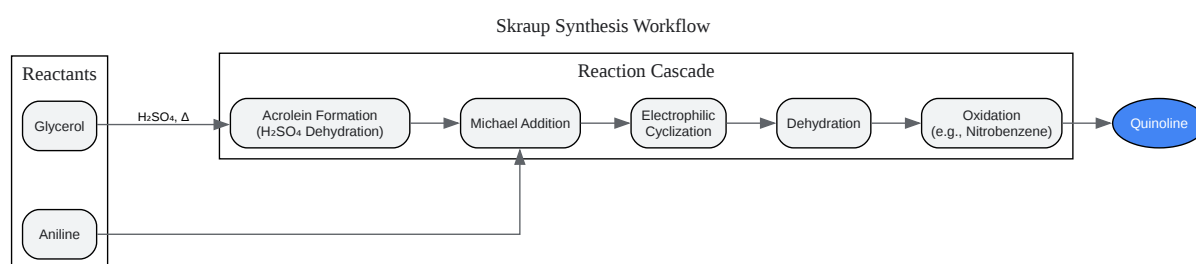 Skraup Synthesis Workflow
Reactants
Reaction Cascade
Glycerol
H₂SO₄, Δ
Acrolein Formation
(H₂SO₄ Dehydration)
Michael Addition
Electrophilic
Cyclization
Dehydration
Oxidation
(e.g., Nitrobenzene)
Quinoline
Aniline